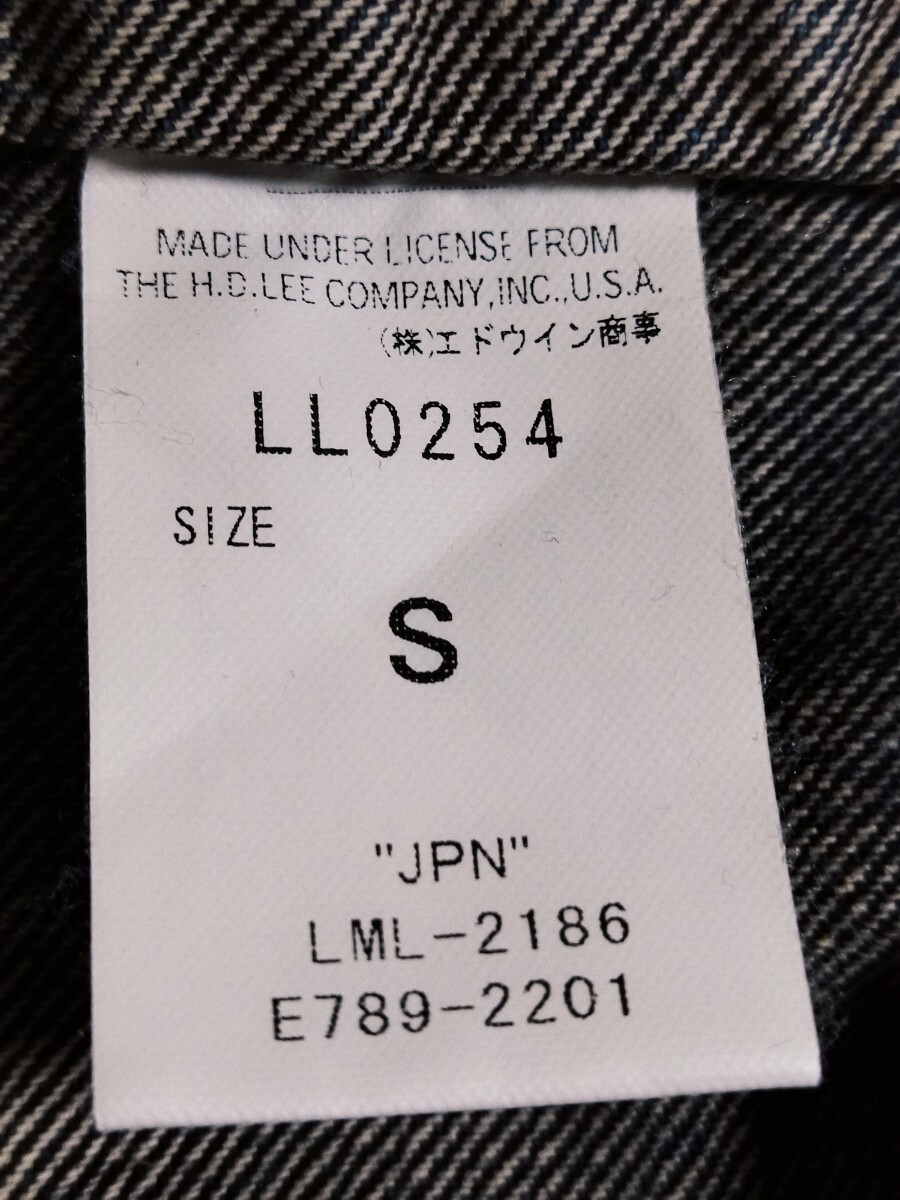 MADE UNDER LICENSE FROM
THE H.D.LEE COMPANY,INC.,U.S.A.
(株)エドウイン商事
LL0254
SIZE
S
"JPN"
LML-2186
E789-2201